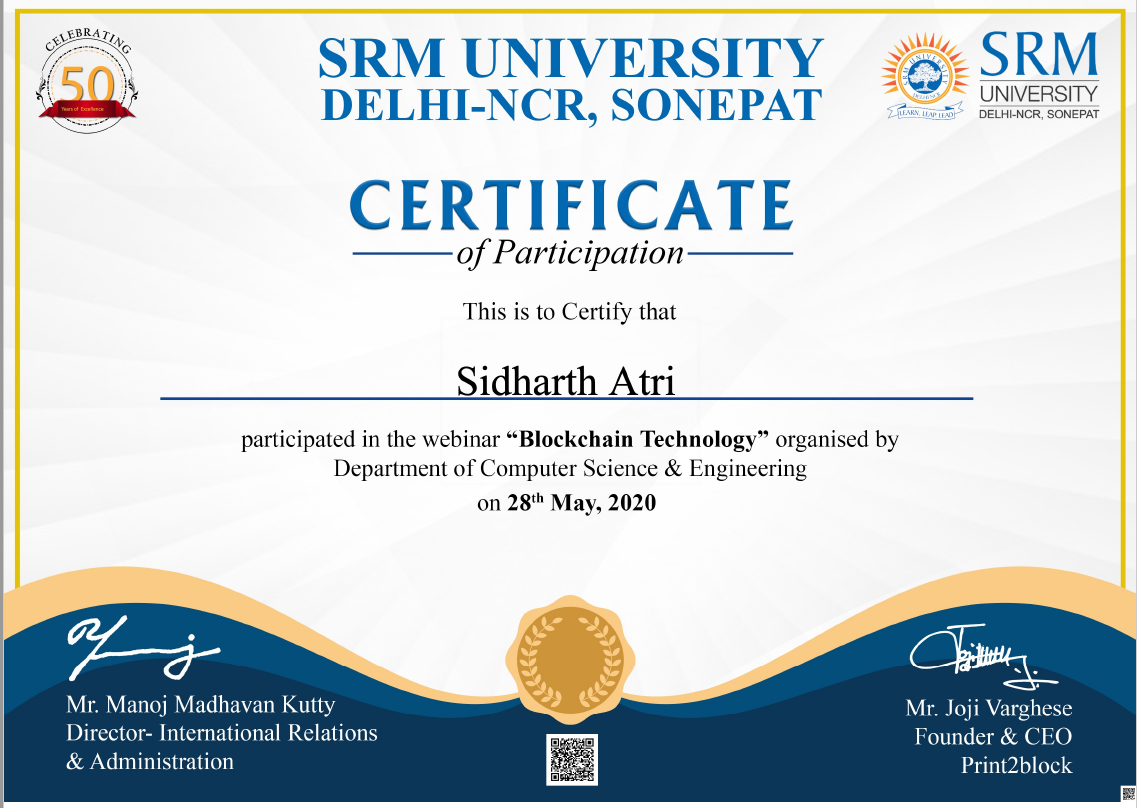 CELEBRATING
50
Years of Excellence
SRM UNIVERSITY
DELHI-NCR, SONEPAT
SRM UNIVERSITY
DELHI-NCR
LEARN, LEAP, LEAD
SRM
UNIVERSITY
DELHI-NCR, SONEPAT
CERTIFICATE
of Participation
This is to Certify that
Sidharth Atri
participated in the webinar “Blockchain Technology” organised by
Department of Computer Science & Engineering
on 28th May, 2020
Mr. Manoj Madhavan Kutty
Director- International Relations
& Administration
Mr. Joji Varghese
Founder & CEO
Print2block